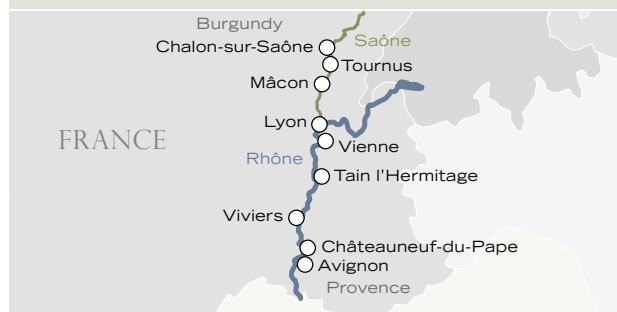 Burgundy
Saône
Chalon-sur-Saône
Tournus
Mâcon
Lyon
FRANCE
Vienne
Rhône
Tain l'Hermitage
Viviers
Châteauneuf-du-Pape
Avignon
Provence